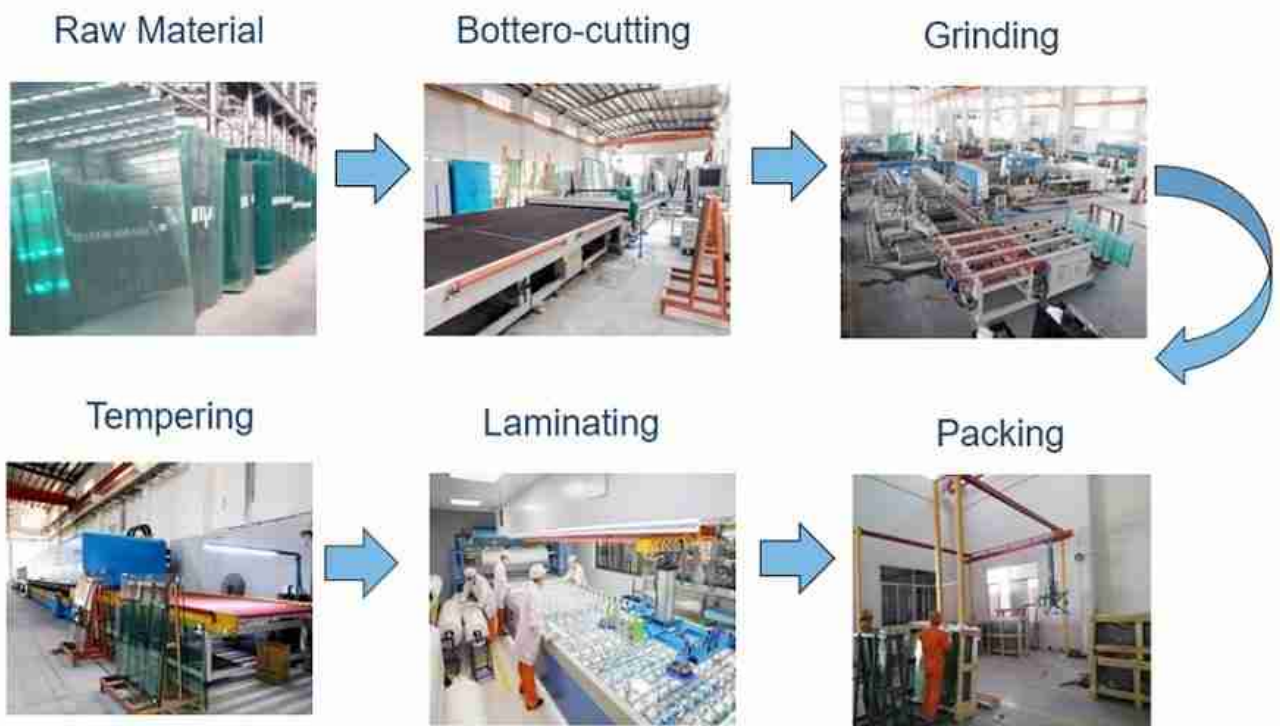 Raw Material
Bottero-cutting
Grinding
Tempering
Laminating
Packing